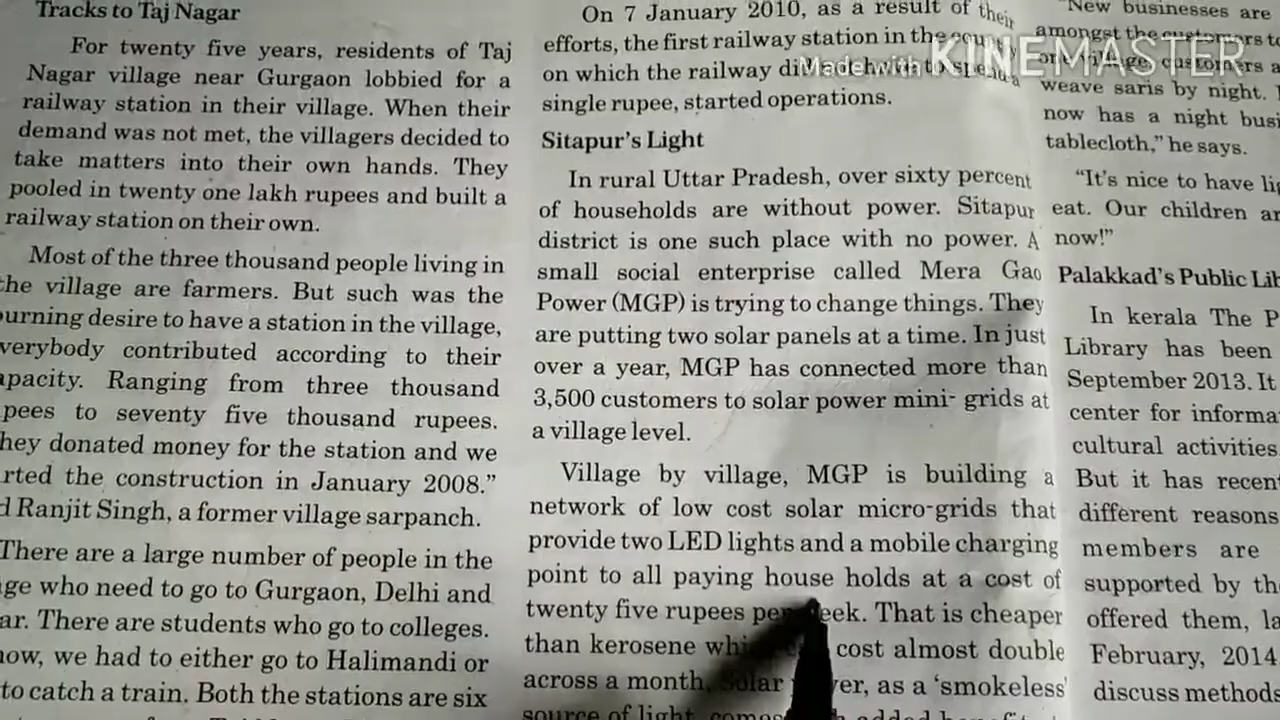 Tracks to Taj Nagar
For twenty five years, residents of Taj
Nagar village near Gurgaon lobbied for a
railway station in their village. When their
demand was not met, the villagers decided to
take matters into their own hands. They
pooled in twenty one lakh rupees and built a
railway station on their own.
Most of the three thousand people living in
the village are farmers. But such was the
urning desire to have a station in the village,
verybody contributed according to their
apacity. Ranging from three thousand
pees to seventy five thousand rupees.
hey donated money for the station and we
rted the construction in January 2008."
d Ranjit Singh, a former village sarpanch.
There are a large number of people in the
ge who need to go to Gurgaon, Delhi and
ar. There are students who go to colleges.
now, we had to either go to Halimandi or
to catch a train. Both the stations are six
On 7 January 2010, as a result of their
efforts, the first railway station in the
on which the railway did
single rupee, started operations.
Sitapur's Light
In rural Uttar Pradesh, over sixty percent
of households are without power. Sitapur
district is one such place with no power. A
small social enterprise called Mera Gao
Power (MGP) is trying to change things. They
are putting two solar panels at a time. In just
over a year, MGP has connected more than
3,500 customers to solar power mini- grids at
a village level.
Village by village, MGP is building a
network of low cost solar micro-grids that
provide two LED lights and a mobile charging
point to all paying house holds at a cost of
twenty five rupees per week. That is cheaper
than kerosene cost almost double
across a month. Solar as a 'smokeless'
source of light, added
"New businesses are
amongst the customers to
village, customers a
weave saris by night.
now has a night busi
tablecloth," he says.
"It's nice to have lig
eat. Our children ar
now!"
Palakkad's Public Lib
In kerala The P
Library has been
September 2013. It
center for informa
cultural activities
But it has recent
different reasons
members are
supported by th
offered them, la
February, 2014
discuss methods
Made with KINEMASTER